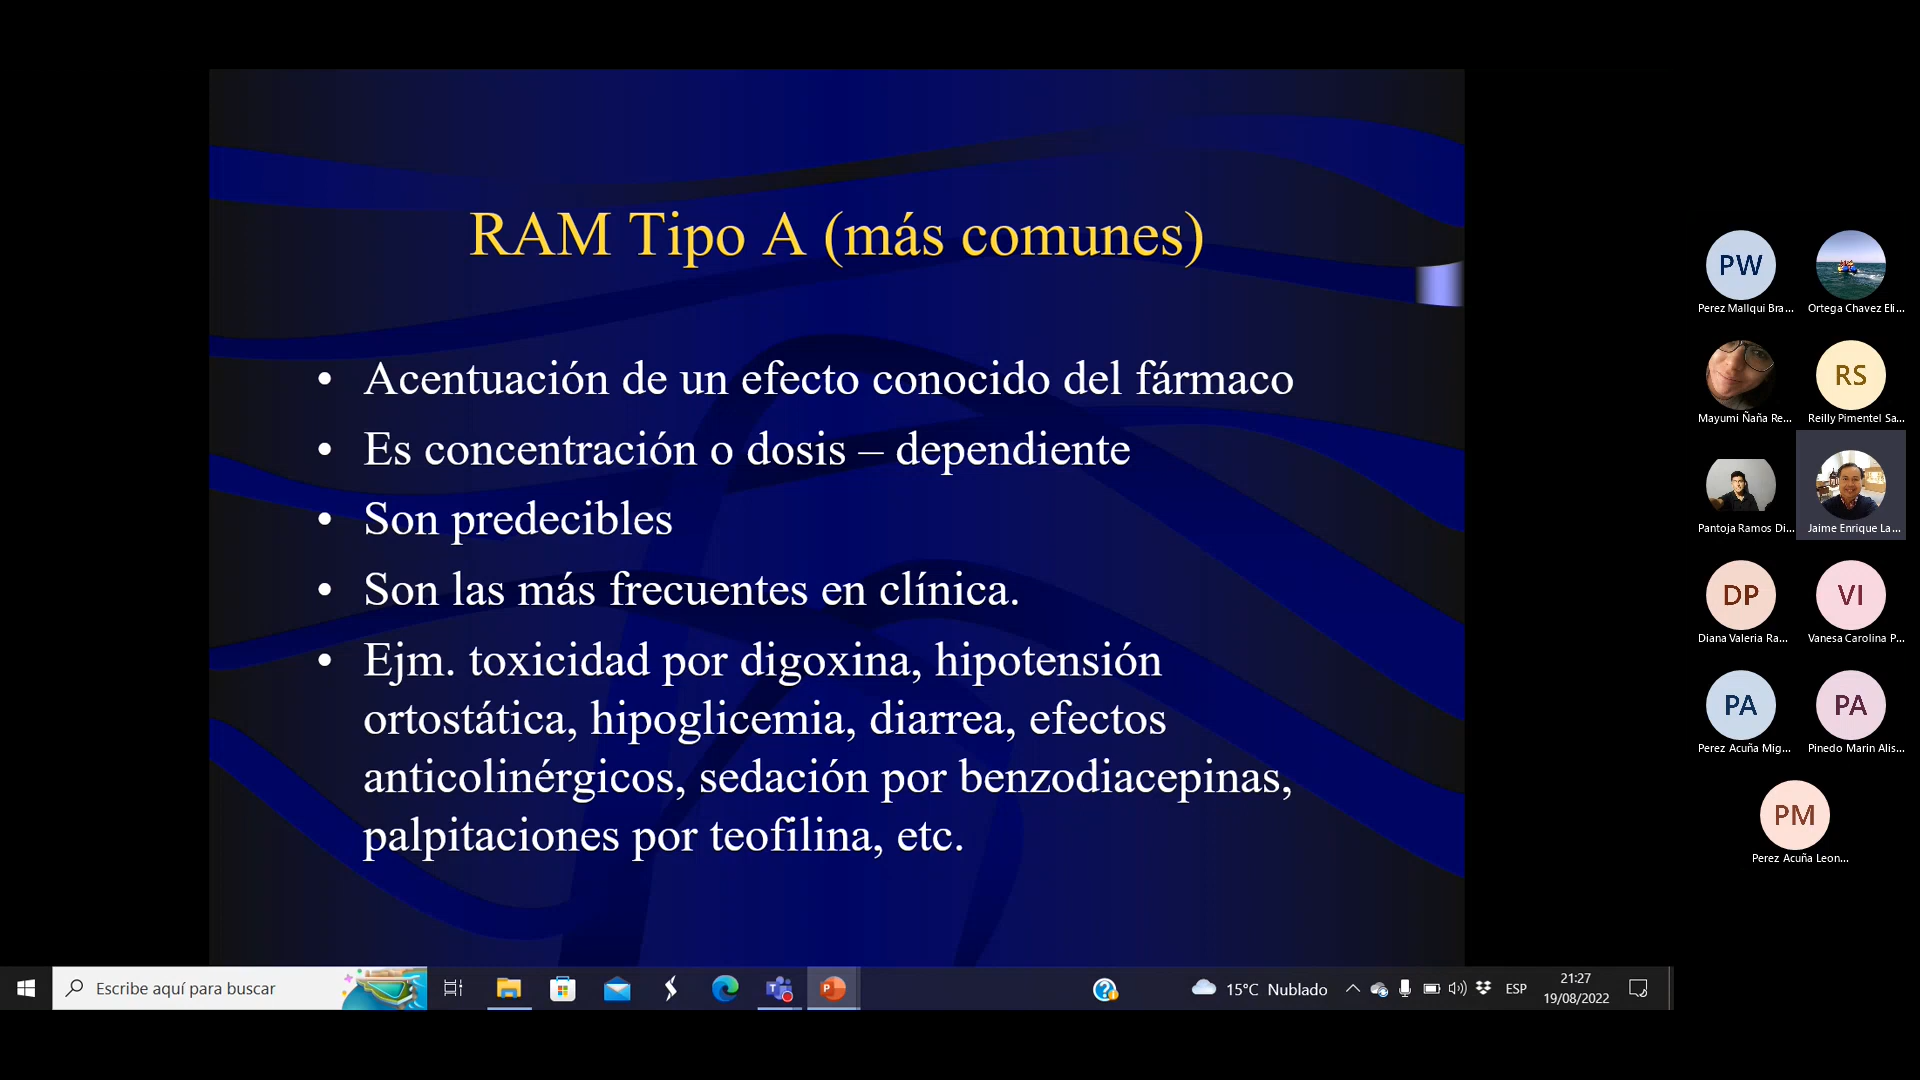 RAM Tipo A (más comunes)
• Acentuación de un efecto conocido del fármaco
• Es concentración o dosis – dependiente
• Son predecibles
• Son las más frecuentes en clínica.
• Ejm. toxicidad por digoxina, hipotensión
ortostática, hipoglicemia, diarrea, efectos
anticolinérgicos, sedación por benzodiacepinas,
palpitaciones por teofilina, etc.
PW
Perez Mallqui Bra...
Ortega Chavez Eli...
Mayumi Ñaña Re...
RS
Reilly Pimentel Sa...
Pantoja Ramos Di...
Jaime Enrique La...
DP
Diana Valeria Ra...
VI
Vanesa Carolina P...
PA
Perez Acuña Mig...
PA
Pinedo Marin Alis...
PM
Perez Acuña Leon...
Escribe aquí para buscar
15°C Nublado
ESP
21:27
19/08/2022